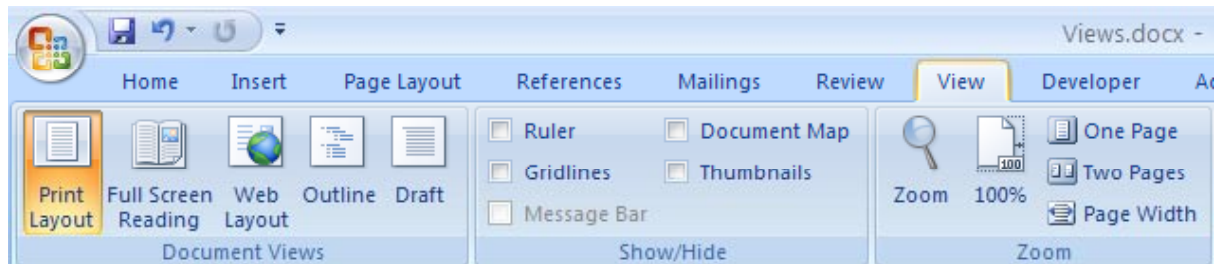 Views.docx -
Home Insert Page Layout References Mailings Review View Developer
Print Layout
Full Screen Reading
Web Layout
Outline
Draft
Document Views
Ruler
Gridlines
Message Bar
Document Map
Thumbnails
Show/Hide
Zoom
100
100%
One Page
Two Pages
Page Width
Zoom